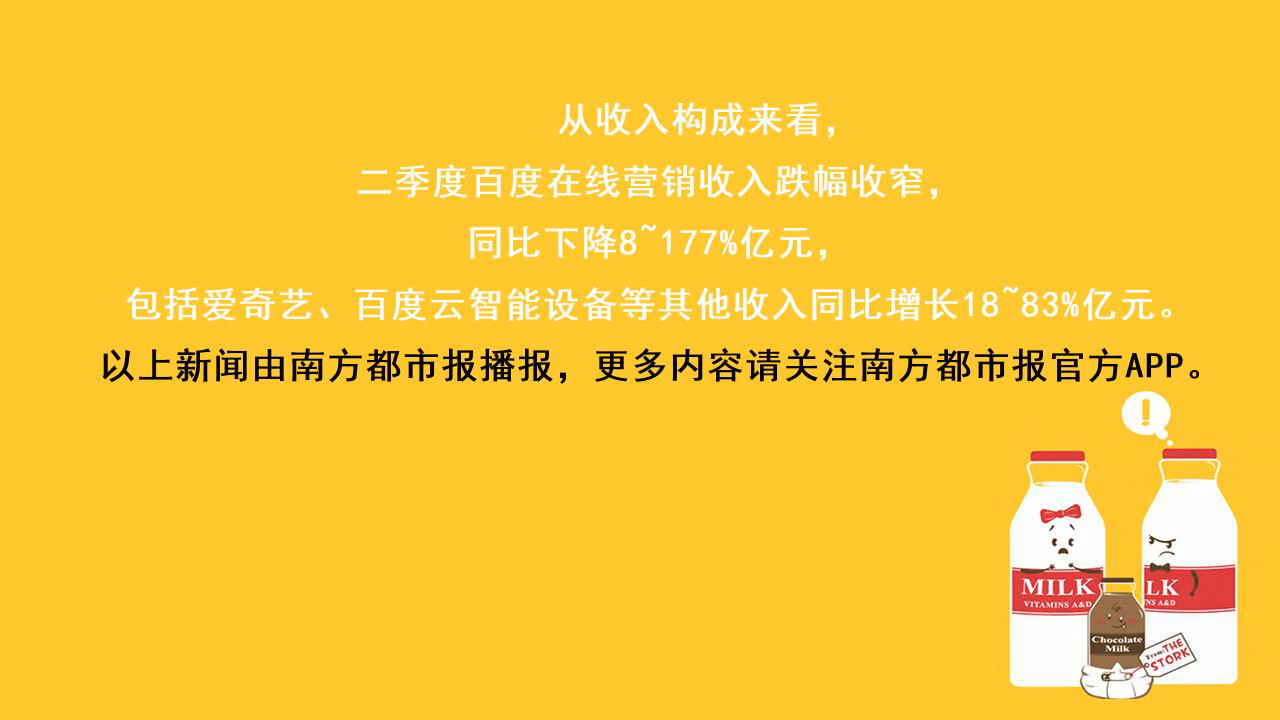 从收入构成来看，
二季度百度在线营销收入跌幅收窄，
同比下降8~177%亿元，
包括爱奇艺、百度云智能设备等其他收入同比增长18~83%亿元。
以上新闻由南方都市报播报，更多内容请关注南方都市报官方APP。
!
MILK
VITAMINS A&D
LK
INS A&D
Chocolate
Milk
From:THE
STORK